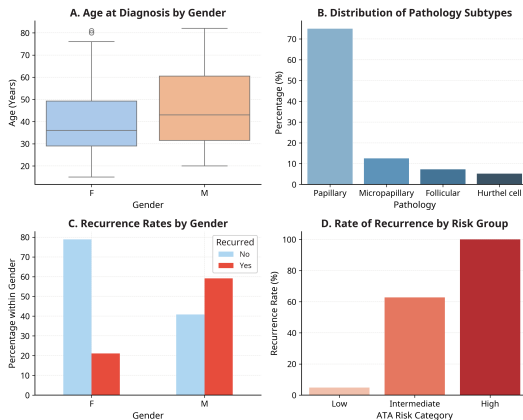 A. Age at Diagnosis by Gender
Age (Years)
80
70
60
50
40
30
20
F
M
Gender
B. Distribution of Pathology Subtypes
Percentage (%)
70
60
50
40
30
20
10
0
Papillary
Micropapillary
Follicular
Hurthel cell
Pathology
C. Recurrence Rates by Gender
Percentage within Gender
80
70
60
50
40
30
20
10
0
Recurred
No
Yes
F
M
Gender
D. Rate of Recurrence by Risk Group
Recurrence Rate (%)
100
80
60
40
20
0
Low
Intermediate
High
ATA Risk Category